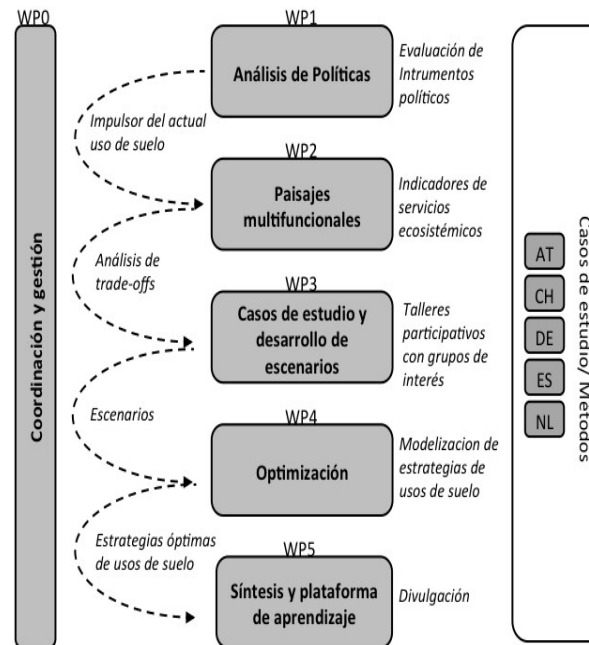 WP0
Coordinación y gestión
WP1
Análisis de Políticas
Evaluación de
Intrumentos
políticos
Impulsor del actual
uso de suelo
WP2
Paisajes
multifuncionales
Indicadores de
servicios
ecosistémicos
Análisis de
trade-offs
WP3
Casos de estudio y
desarrollo de
escenarios
Talleres
participativos
con grupos de
interés
Escenarios
WP4
Optimización
Modelizacion de
estrategias de
usos de suelo
Estrategias óptimas
de usos de suelo
WP5
Síntesis y plataforma
de aprendizaje
Divulgación
AT
CH
DE
ES
NL
Casos de estudio/ Metodos